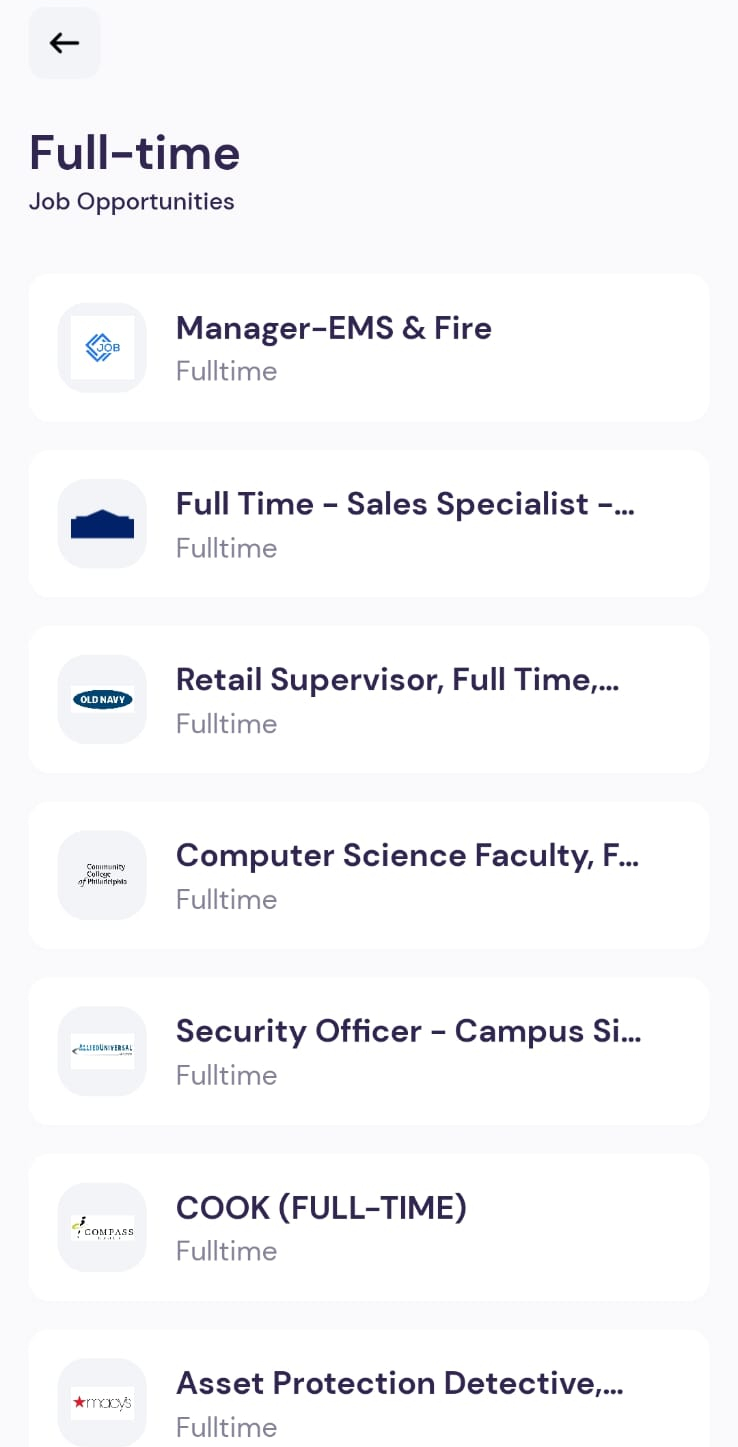 Full-time
Job Opportunities
JOB
Manager-EMS & Fire
Fulltime
Full Time - Sales Specialist -...
Fulltime
OLD NAVY
Retail Supervisor, Full Time,...
Fulltime
Community
College
of Philadelphia
Computer Science Faculty, F...
Fulltime
ALLIEDUNIVERSAL
Security Officer - Campus Si...
Fulltime
COMPASS
COOK (FULL-TIME)
Fulltime
macy's
Asset Protection Detective,...
Fulltime